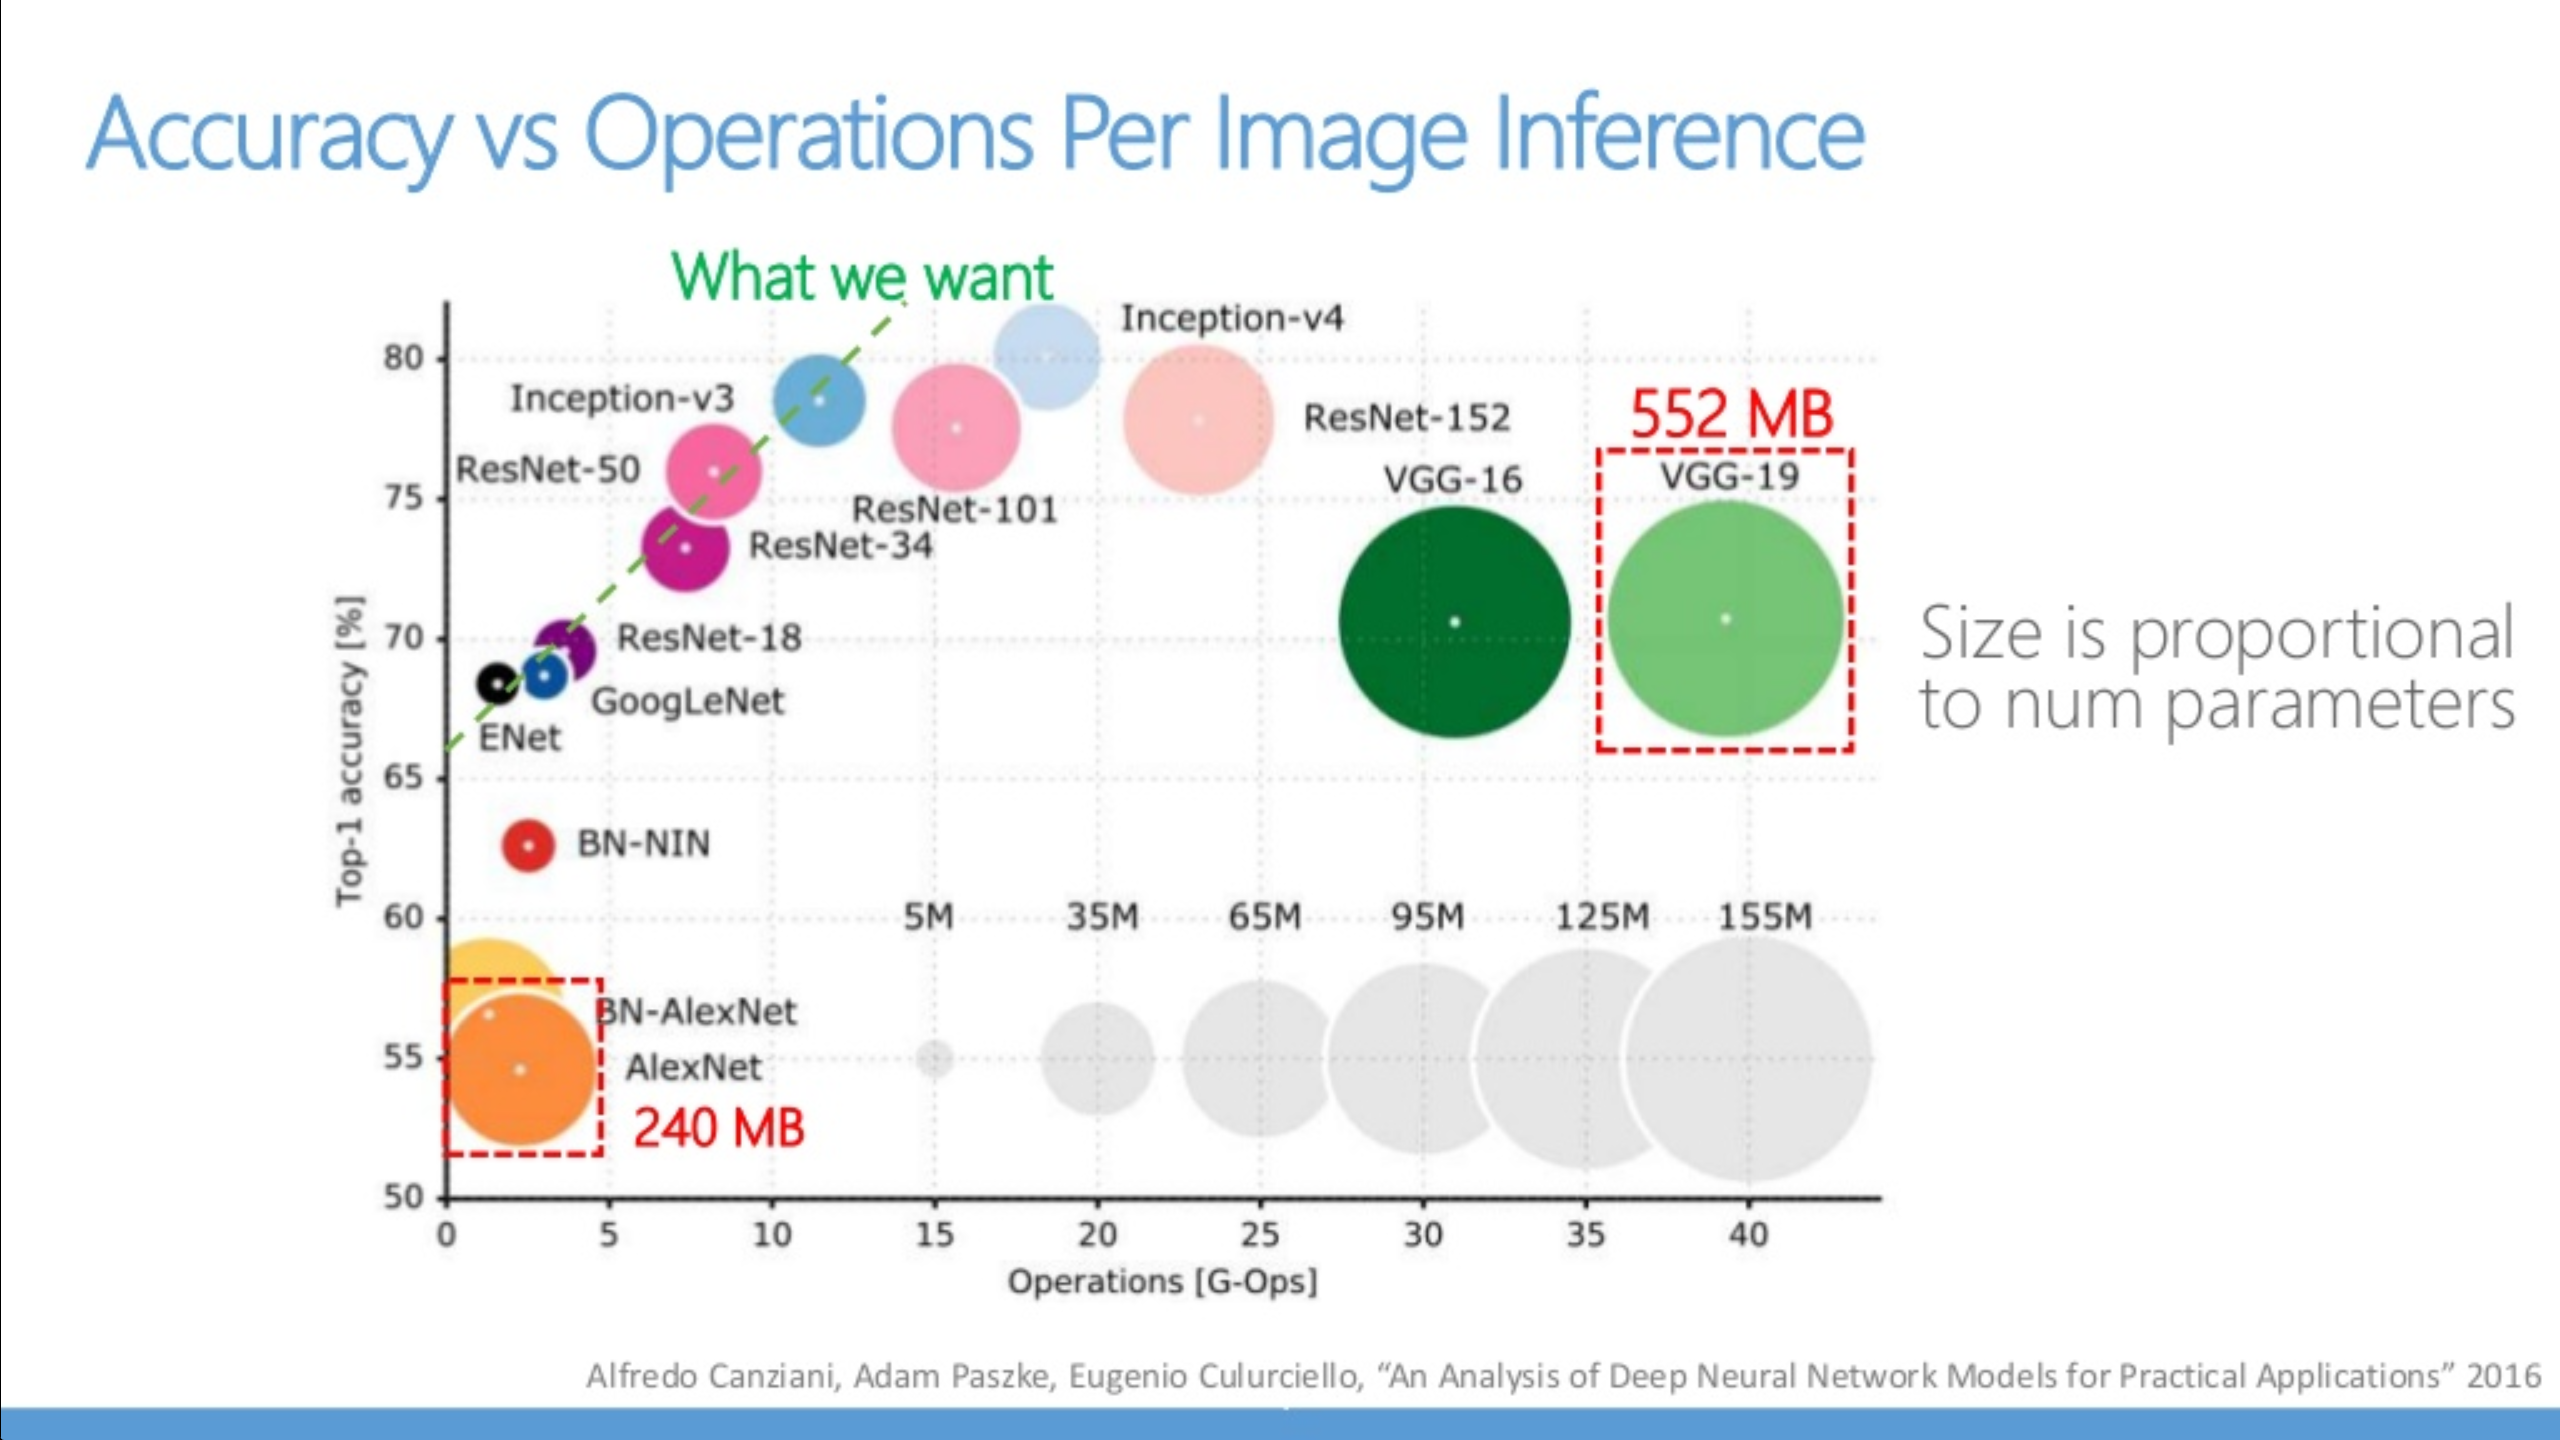 Accuracy vs Operations Per Image Inference
What we want
Inception-v4
80
Inception-v3
552 MB
ResNet-152
ResNet-50
VGG-16
VGG-19
75
ResNet-101
ResNet-34
Size is proportional
to num parameters
70
ResNet-18
GoogLeNet
ENet
Top-1 accuracy [%]
65
BN-NIN
60
5M 35M 65M 95M 125M 155M
BN-AlexNet
55
AlexNet
240 MB
50
0 5 10 15 20 25 30 35 40
Operations [G-Ops]
Alfredo Canziani, Adam Paszke, Eugenio Culurciello, “An Analysis of Deep Neural Network Models for Practical Applications” 2016